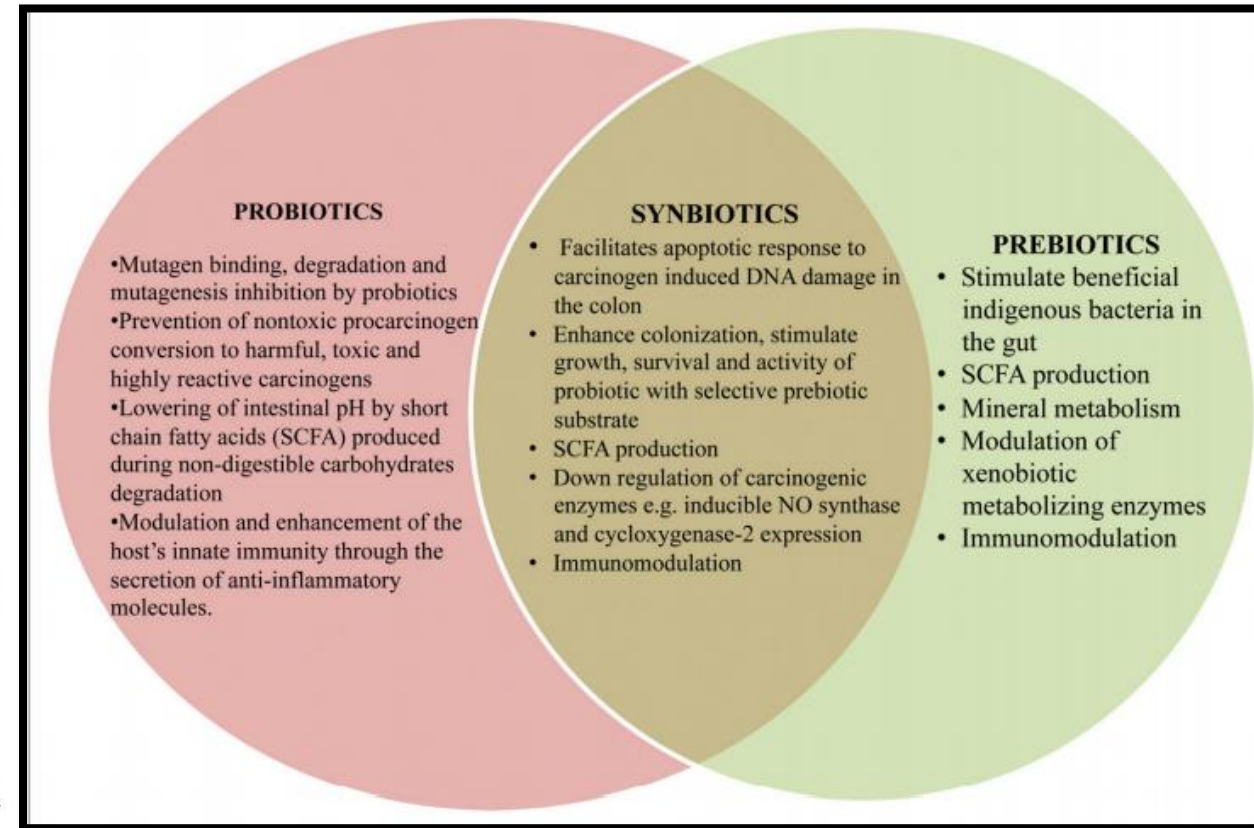 PROBIOTICS
•Mutagen binding, degradation and
mutagenesis inhibition by probiotics
•Prevention of nontoxic procarcinogen
conversion to harmful, toxic and
highly reactive carcinogens
•Lowering of intestinal pH by short
chain fatty acids (SCFA) produced
during non-digestible carbohydrates
degradation
•Modulation and enhancement of the
host's innate immunity through the
secretion of anti-inflammatory
molecules.
SYNBIOTICS
• Facilitates apoptotic response to
carcinogen induced DNA damage in
the colon
• Enhance colonization, stimulate
growth, survival and activity of
probiotic with selective prebiotic
substrate
• SCFA production
• Down regulation of carcinogenic
enzymes e.g. inducible NO synthase
and cycloxygenase-2 expression
• Immunomodulation
PREBIOTICS
• Stimulate beneficial
indigenous bacteria in
the gut
• SCFA production
• Mineral metabolism
• Modulation of
xenobiotic
metabolizing enzymes
• Immunomodulation